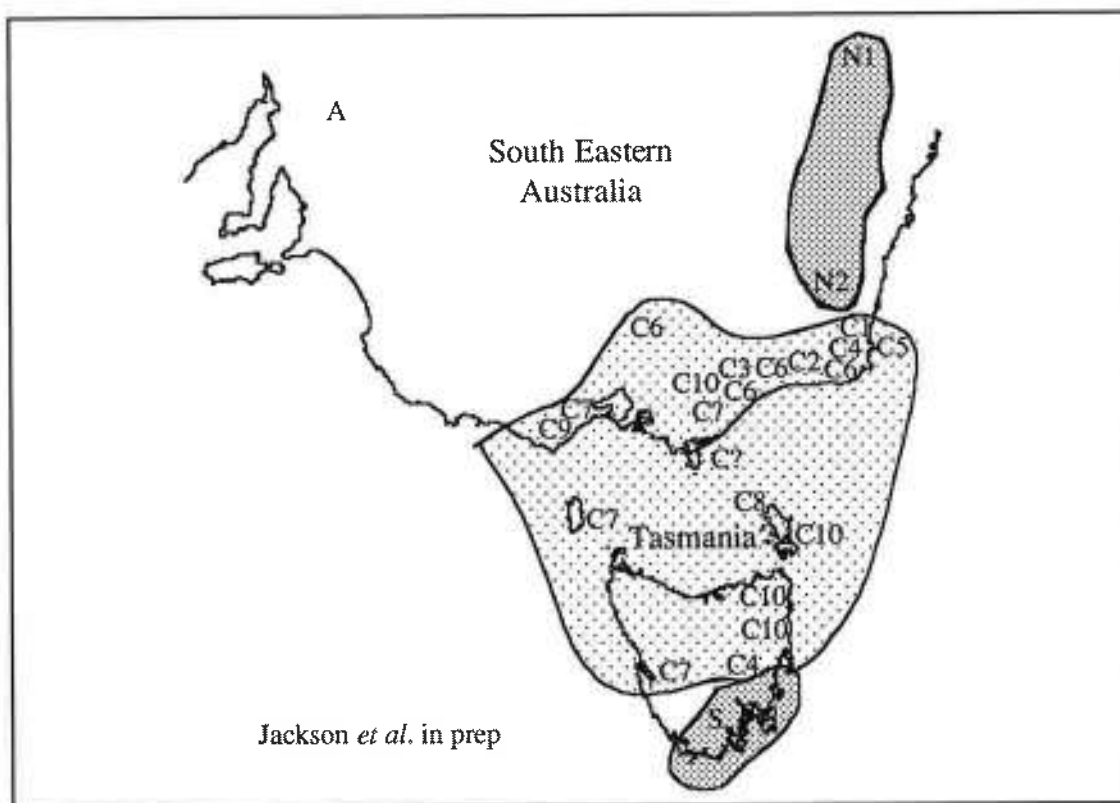 N1
A
South Eastern
Australia
N2
C6
C1
C4
C5
C3
C6
C2
C6
C10
C6
C7
C7
C9
C?
C8
C7
Tasmania
C10
C10
C10
C7
C4
S
Jackson et al. in prep